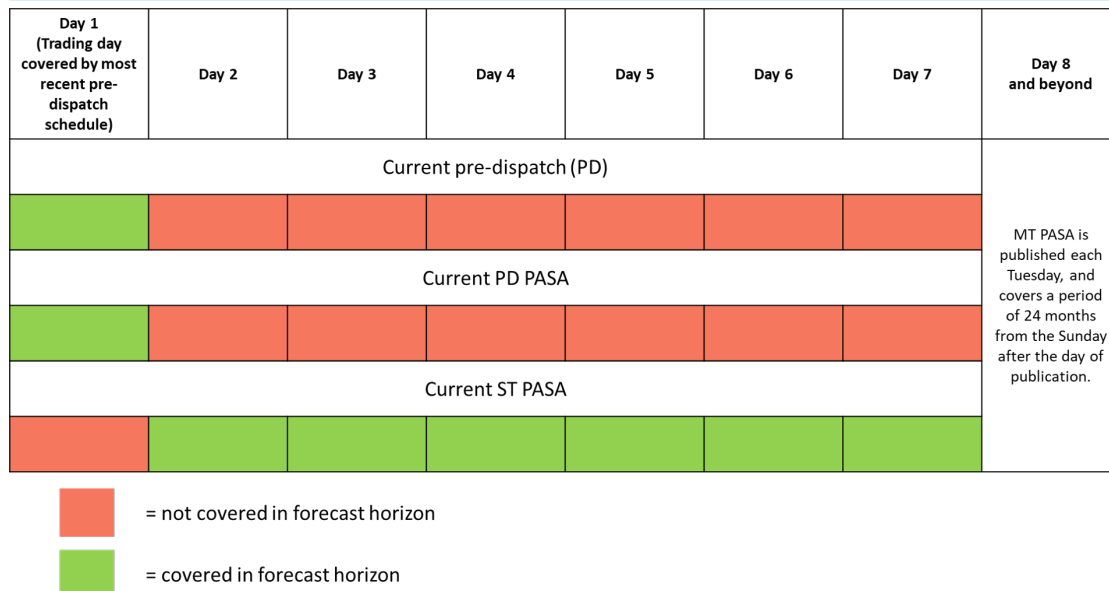 Day 1
(Trading day
covered by most
recent pre-
dispatch
schedule)
Day 2
Day 3
Day 4
Day 5
Day 6
Day 7
Day 8
and beyond
Current pre-dispatch (PD)
Current PD PASA
Current ST PASA
MT PASA is
published each
Tuesday, and
covers a period
of 24 months
from the Sunday
after the day of
publication.
= not covered in forecast horizon
= covered in forecast horizon